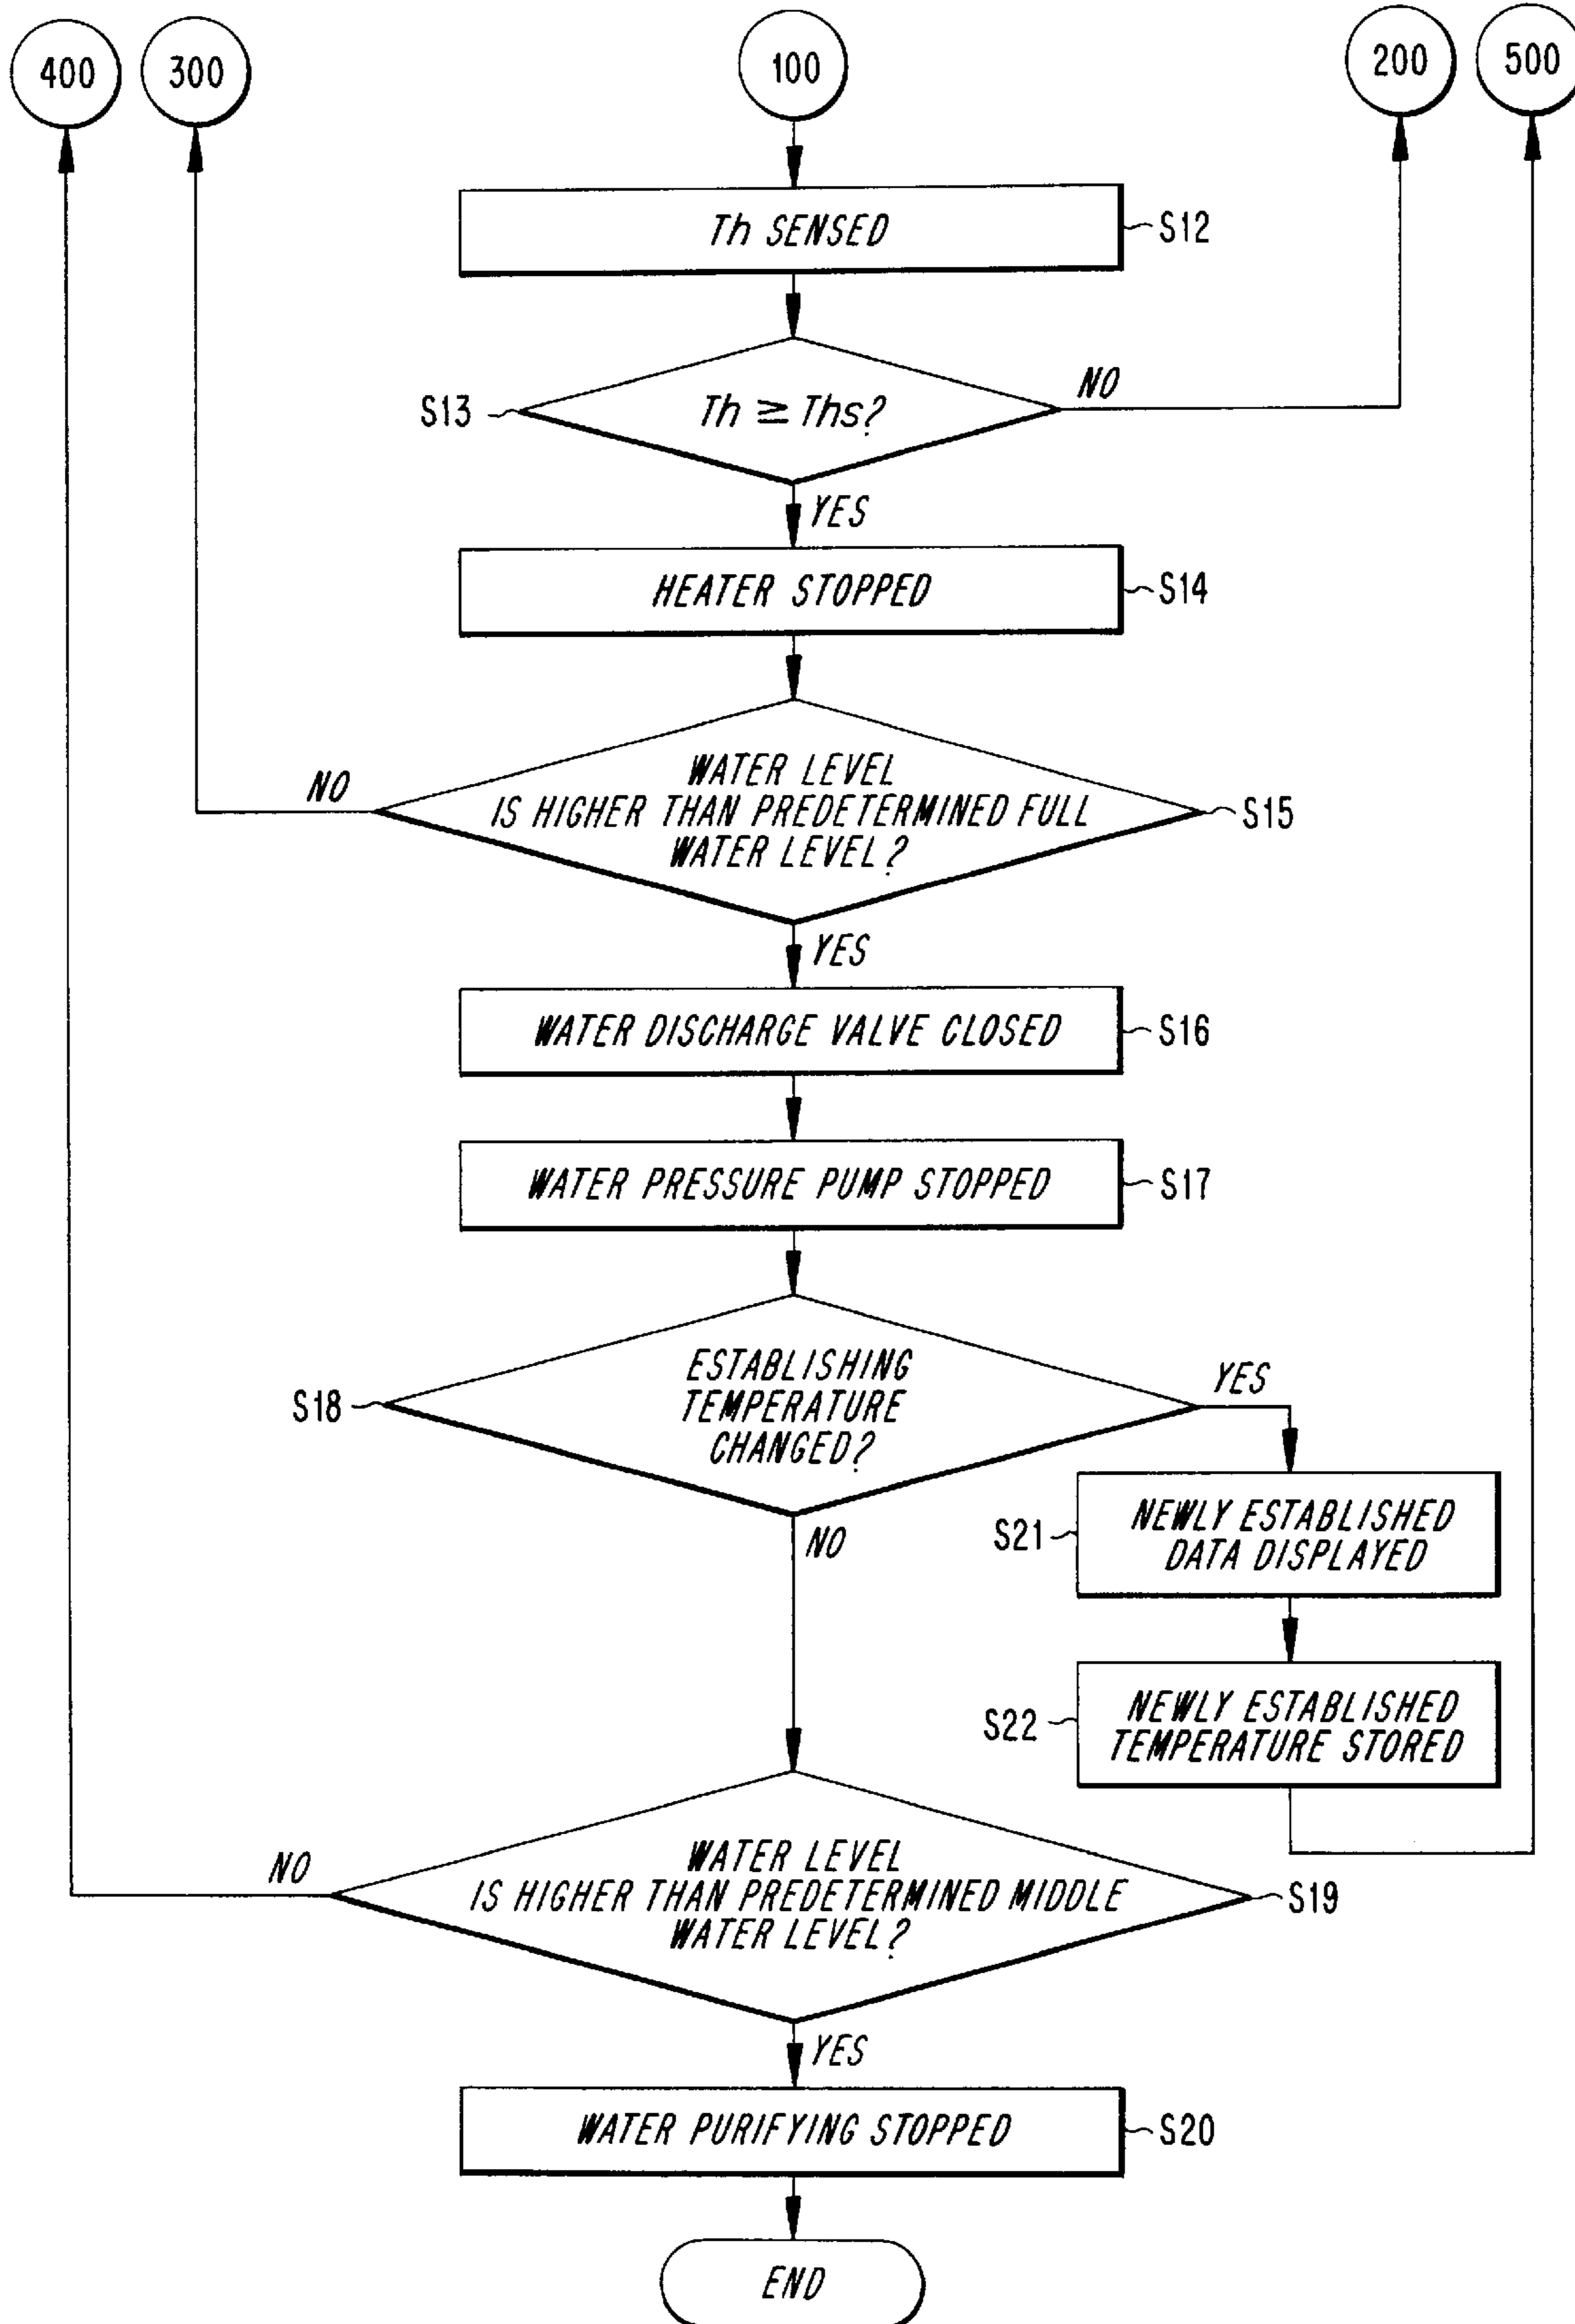 400
300
100
200
500
Th SENSED
S12
S13
Th ≥ Ths?
NO
YES
HEATER STOPPED
S14
NO
WATER LEVEL
IS HIGHER THAN PREDETERMINED FULL
WATER LEVEL?
S15
YES
WATER DISCHARGE VALVE CLOSED
S16
WATER PRESSURE PUMP STOPPED
S17
S18
ESTABLISHING
TEMPERATURE
CHANGED?
YES
NO
S21
NEWLY ESTABLISHED
DATA DISPLAYED
S22
NEWLY ESTABLISHED
TEMPERATURE STORED
NO
WATER LEVEL
IS HIGHER THAN PREDETERMINED MIDDLE
WATER LEVEL?
S19
YES
WATER PURIFYING STOPPED
S20
END